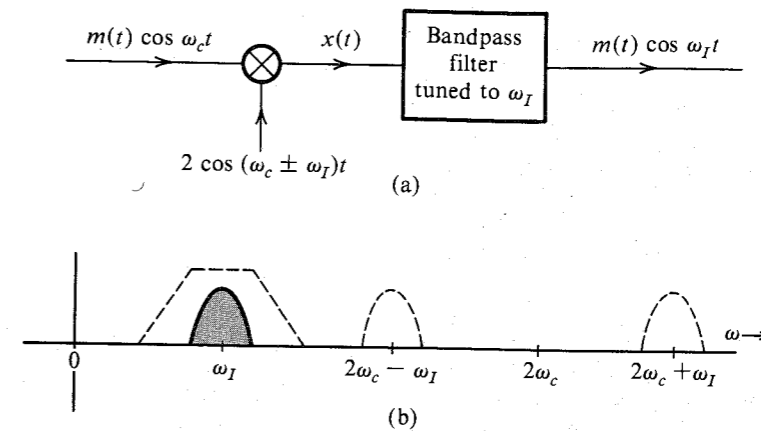 m(t) cos ω_c t
x(t)
Bandpass
filter
tuned to ω_I
m(t) cos ω_I t
2 cos (ω_c ± ω_I)t
(a)
0
ω_I
2ω_c − ω_I
2ω_c
2ω_c + ω_I
ω→
(b)